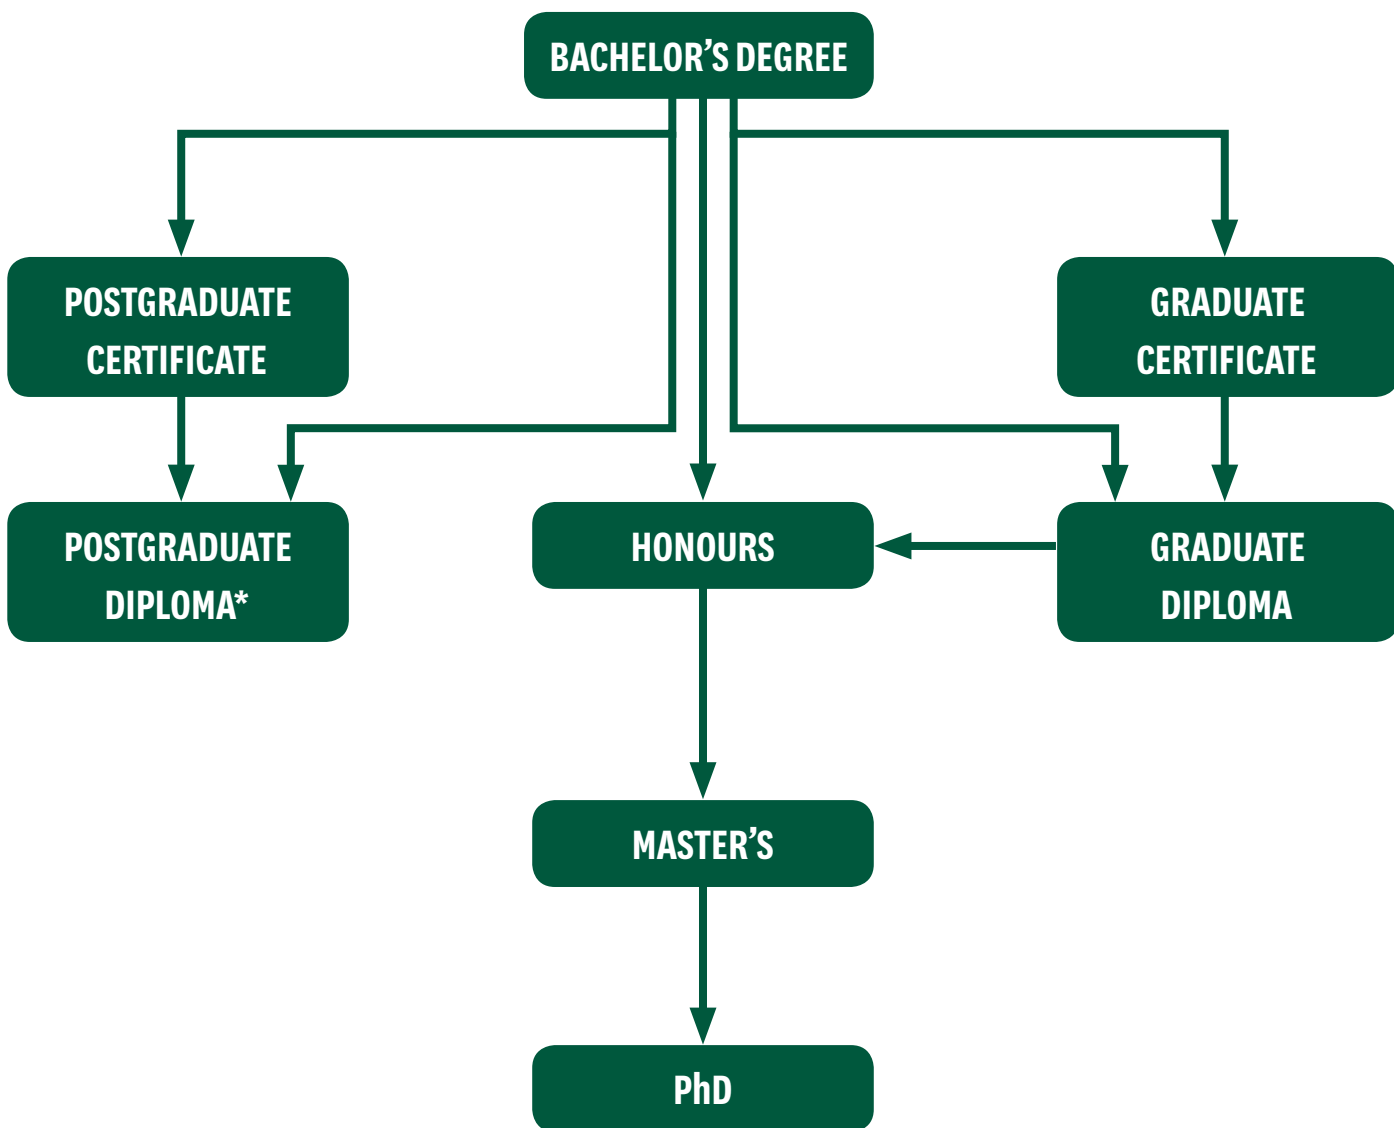 BACHELOR’S DEGREE
POSTGRADUATE
CERTIFICATE
GRADUATE
CERTIFICATE
POSTGRADUATE
DIPLOMA*
HONOURS
GRADUATE
DIPLOMA
MASTER’S
PhD